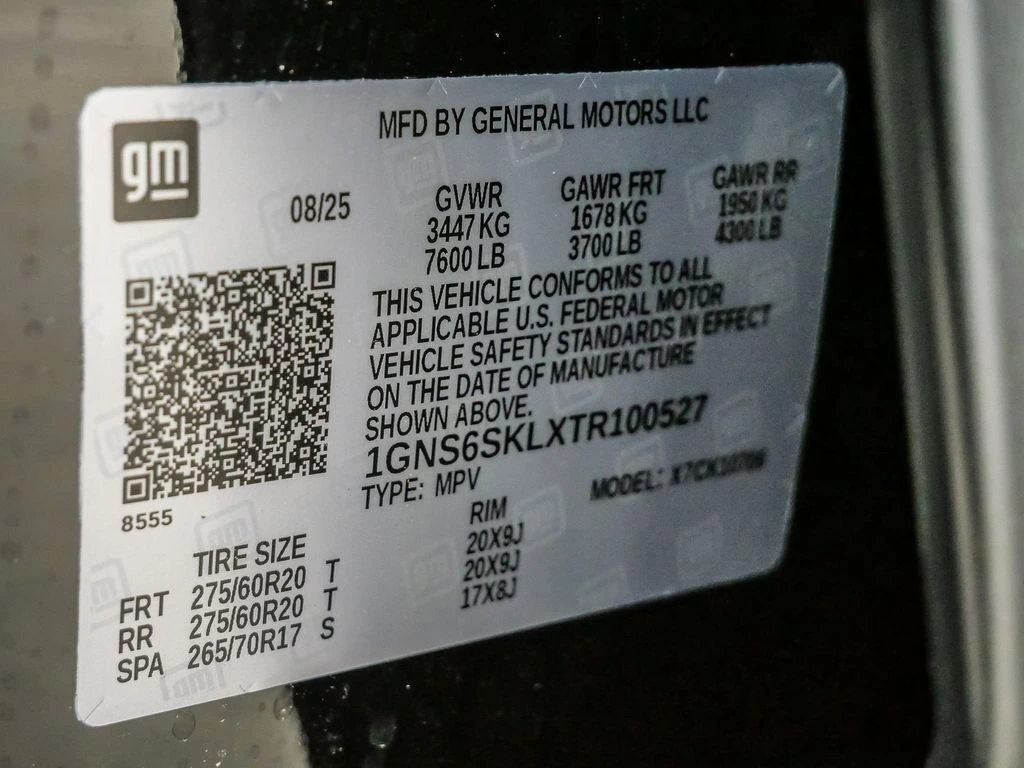 gm
MFD BY GENERAL MOTORS LLC
08/25
GVWR
3447 KG
7600 LB
GAWR FRT
1678 KG
3700 LB
GAWR RR
1950 KG
4300 LB
THIS VEHICLE CONFORMS TO ALL
APPLICABLE U.S. FEDERAL MOTOR
VEHICLE SAFETY STANDARDS IN EFFECT
ON THE DATE OF MANUFACTURE
SHOWN ABOVE.
1GNS6SKLXTR100527
TYPE: MPV
MODEL:
8555
TIRE SIZE
RIM
FRT 275/60R20 T 20X9J
RR 275/60R20 T 20X9J
SPA 265/70R17 S 17X8J